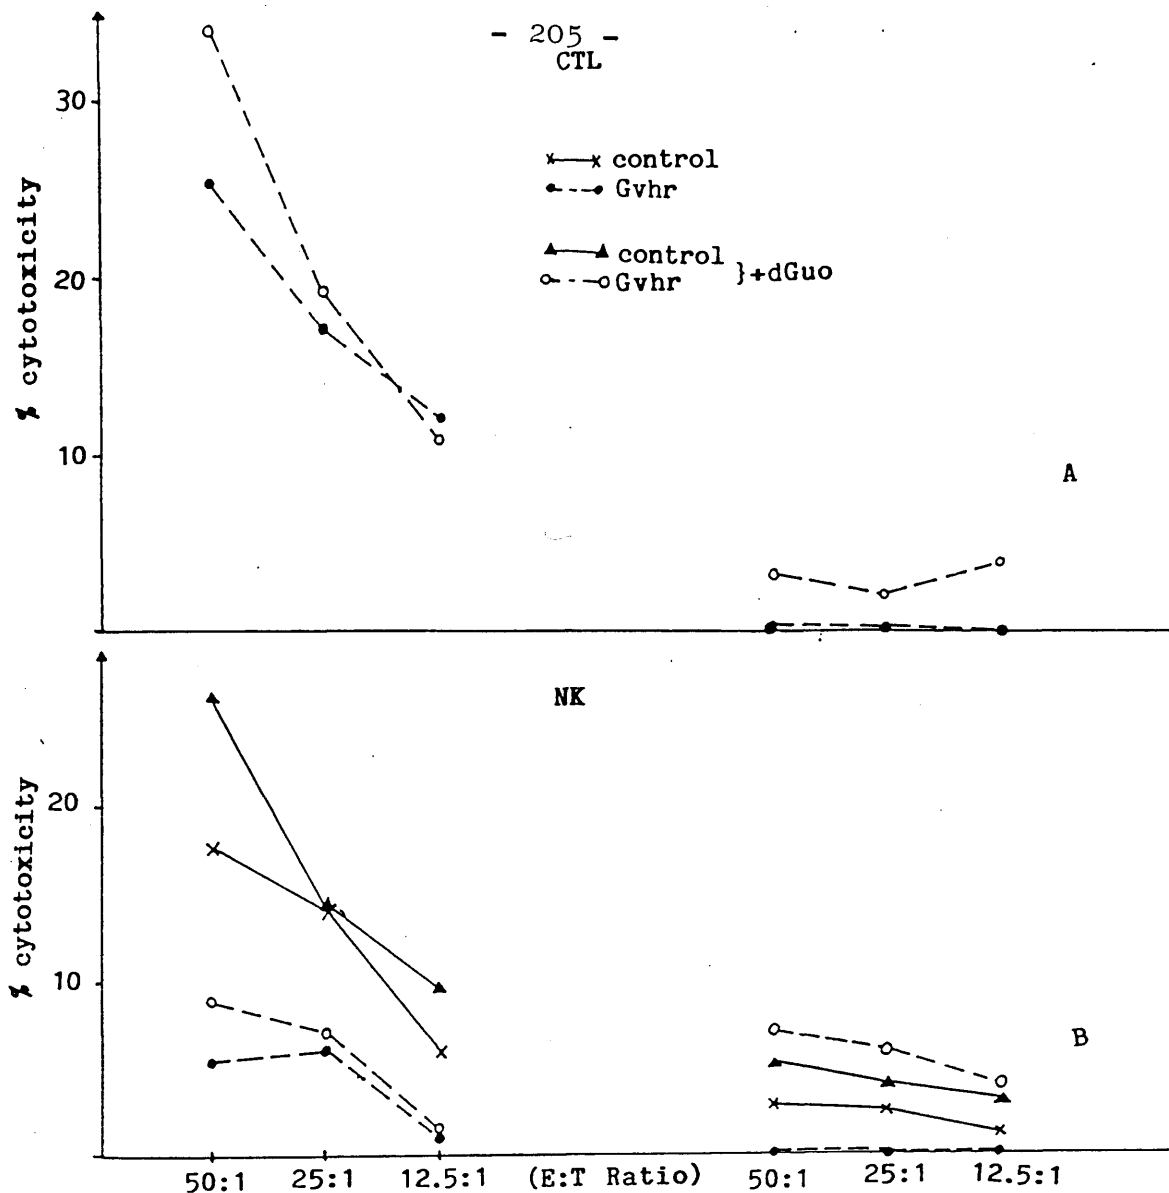 - 205 -
CTL
30
20
10
% cytotoxicity
x—x control
•---• Gvhr
▲—▲ control
o---o Gvhr
}+dGuo
A
NK
20
10
% cytotoxicity
B
50:1 25:1 12.5:1 (E:T Ratio) 50:1 25:1 12.5:1